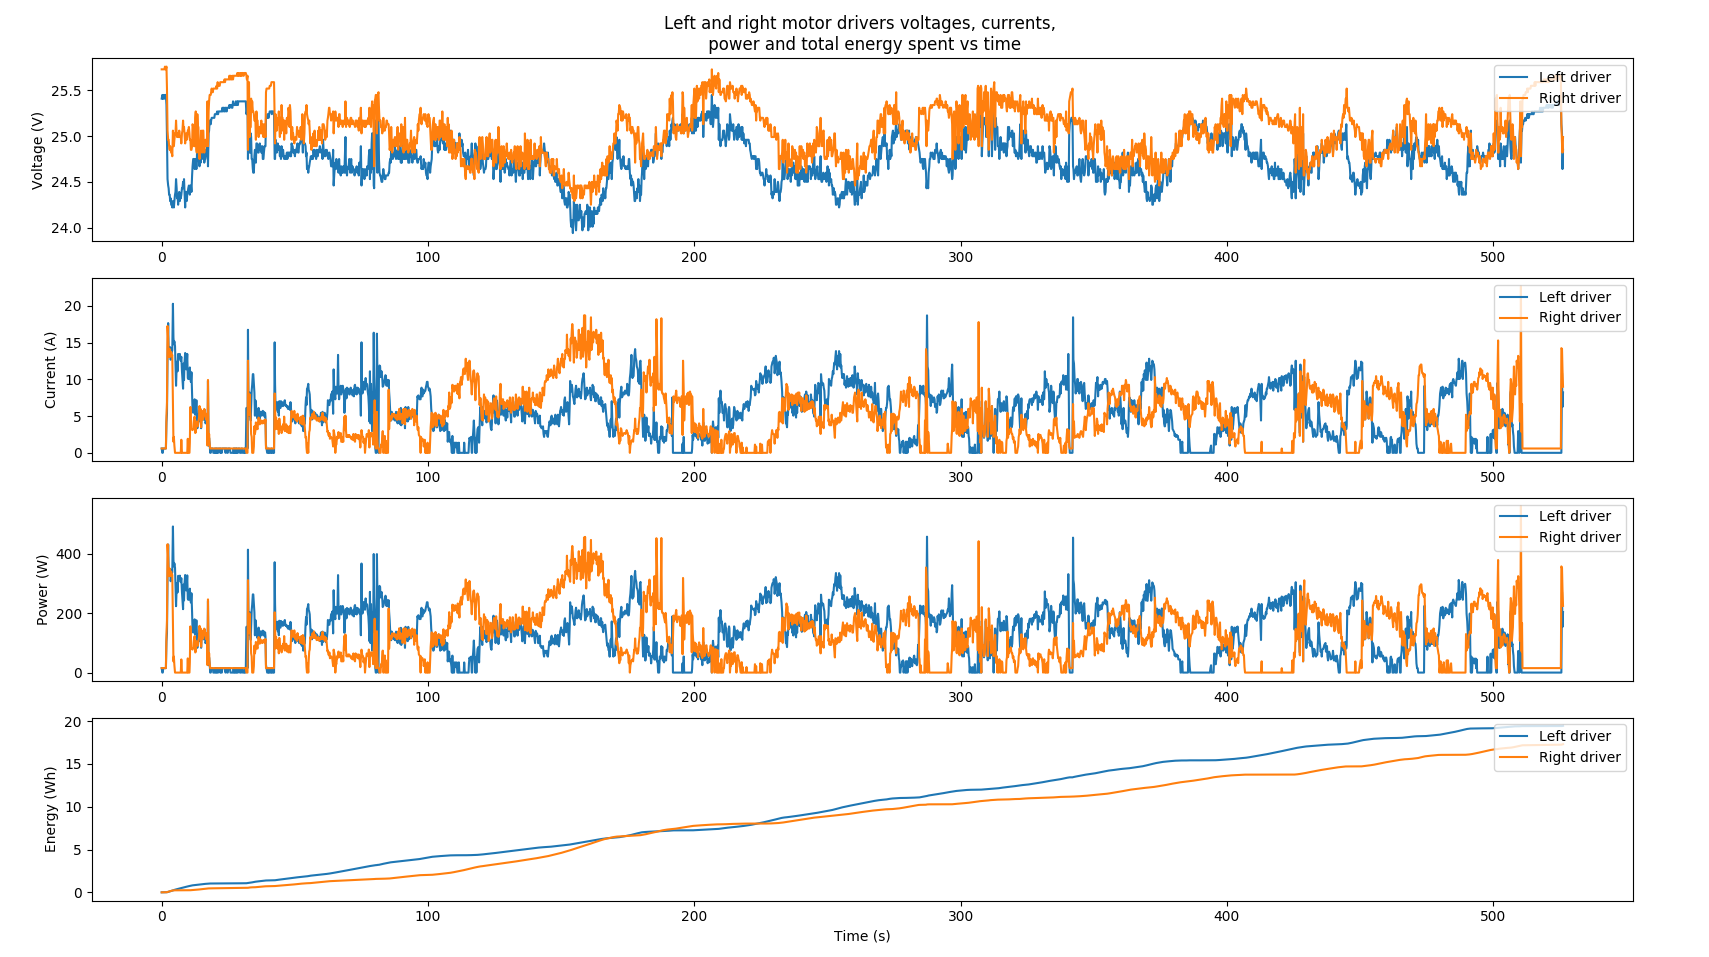 Left and right motor drivers voltages, currents,
power and total energy spent vs time
Voltage (V)
25.5
25.0
24.5
24.0
Left driver
Right driver
0 100 200 300 400 500
Current (A)
20
15
10
5
0
Left driver
Right driver
0 100 200 300 400 500
Power (W)
400
200
0
Left driver
Right driver
0 100 200 300 400 500
Energy (Wh)
20
15
10
5
0
Left driver
Right driver
0 100 200 300 400 500
Time (s)